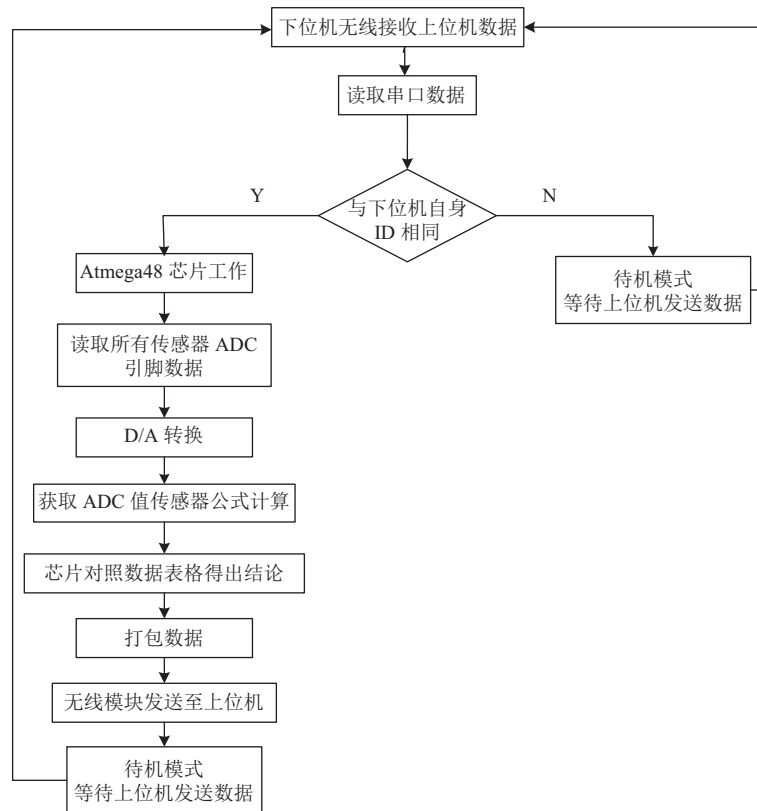 下位机无线接收上位机数据
读取串口数据
与下位机自身
ID 相同
Y
N
Atmega48 芯片工作
待机模式
等待上位机发送数据
读取所有传感器 ADC
引脚数据
D/A 转换
获取 ADC 值传感器公式计算
芯片对照数据表格得出结论
打包数据
无线模块发送至上位机
待机模式
等待上位机发送数据